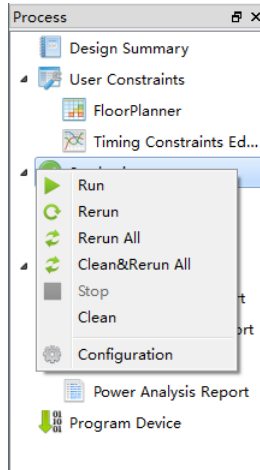 Process
Design Summary
User Constraints
FloorPlanner
Timing Constraints Ed...
Run
Rerun
Rerun All
Clean&Rerun All
Stop
Clean
Configuration
Power Analysis Report
Program Device